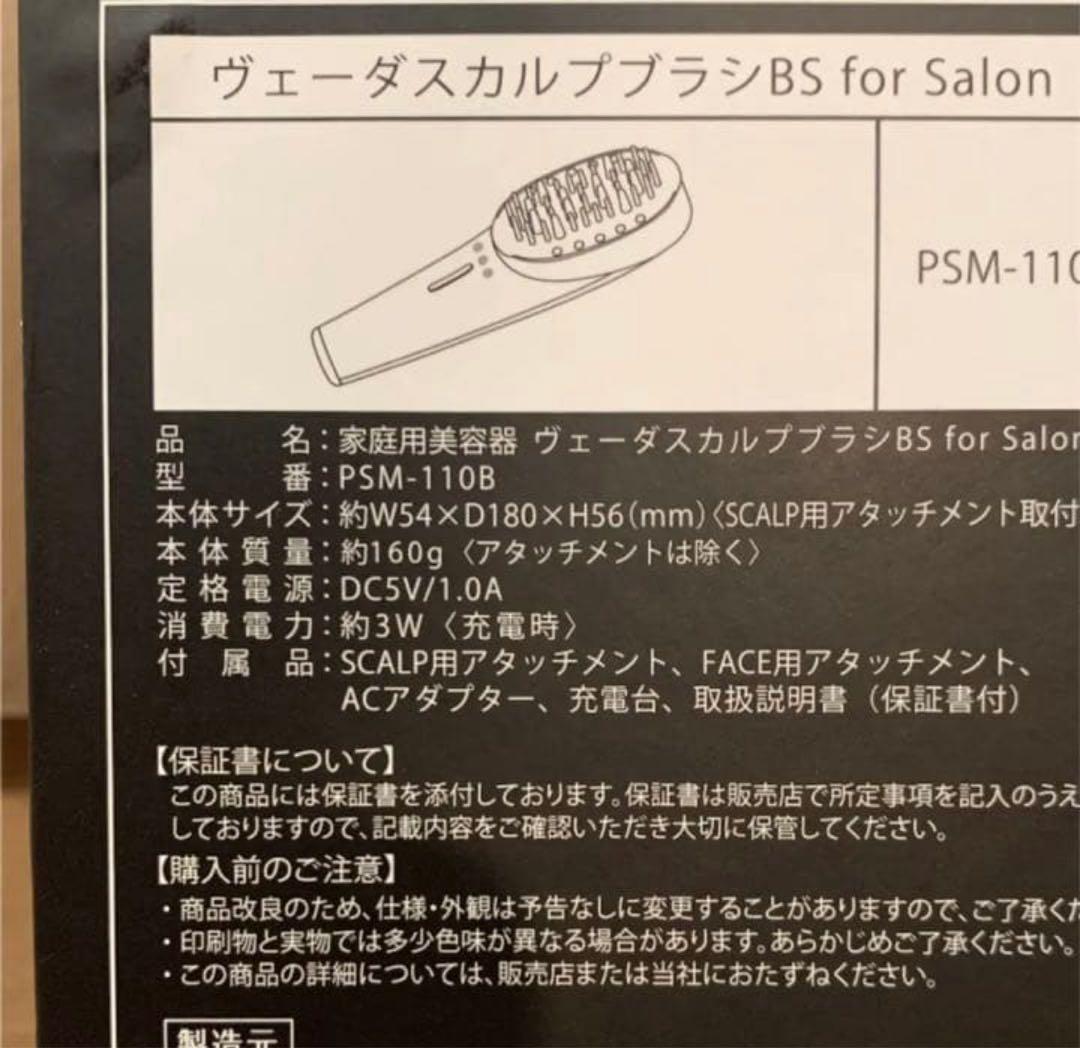 ヴェーダスカルプブラシBS for Salon
PSM-110
品名：家庭用美容器 ヴェーダスカルプブラシBS for Salon
型番：PSM-110B
本体サイズ：約W54×D180×H56(mm)〈SCALP用アタッチメント取付
本体質量：約160g〈アタッチメントは除く〉
定格電源：DC5V/1.0A
消費電力：約3W〈充電時〉
付属品：SCALP用アタッチメント、FACE用アタッチメント、
ACアダプター、充電台、取扱説明書（保証書付）
【保証書について】
この商品には保証書を添付しております。保証書は販売店で所定事項を記入のうえ
しておりますので、記載内容をご確認いただき大切に保管してください。
【購入前のご注意】
・商品改良のため、仕様・外観は予告なしに変更することがありますので、ご了承くだ
・印刷物と実物では多少色味が異なる場合があります。あらかじめご了承ください。
・この商品の詳細については、販売店または当社におたずねください。
製造元